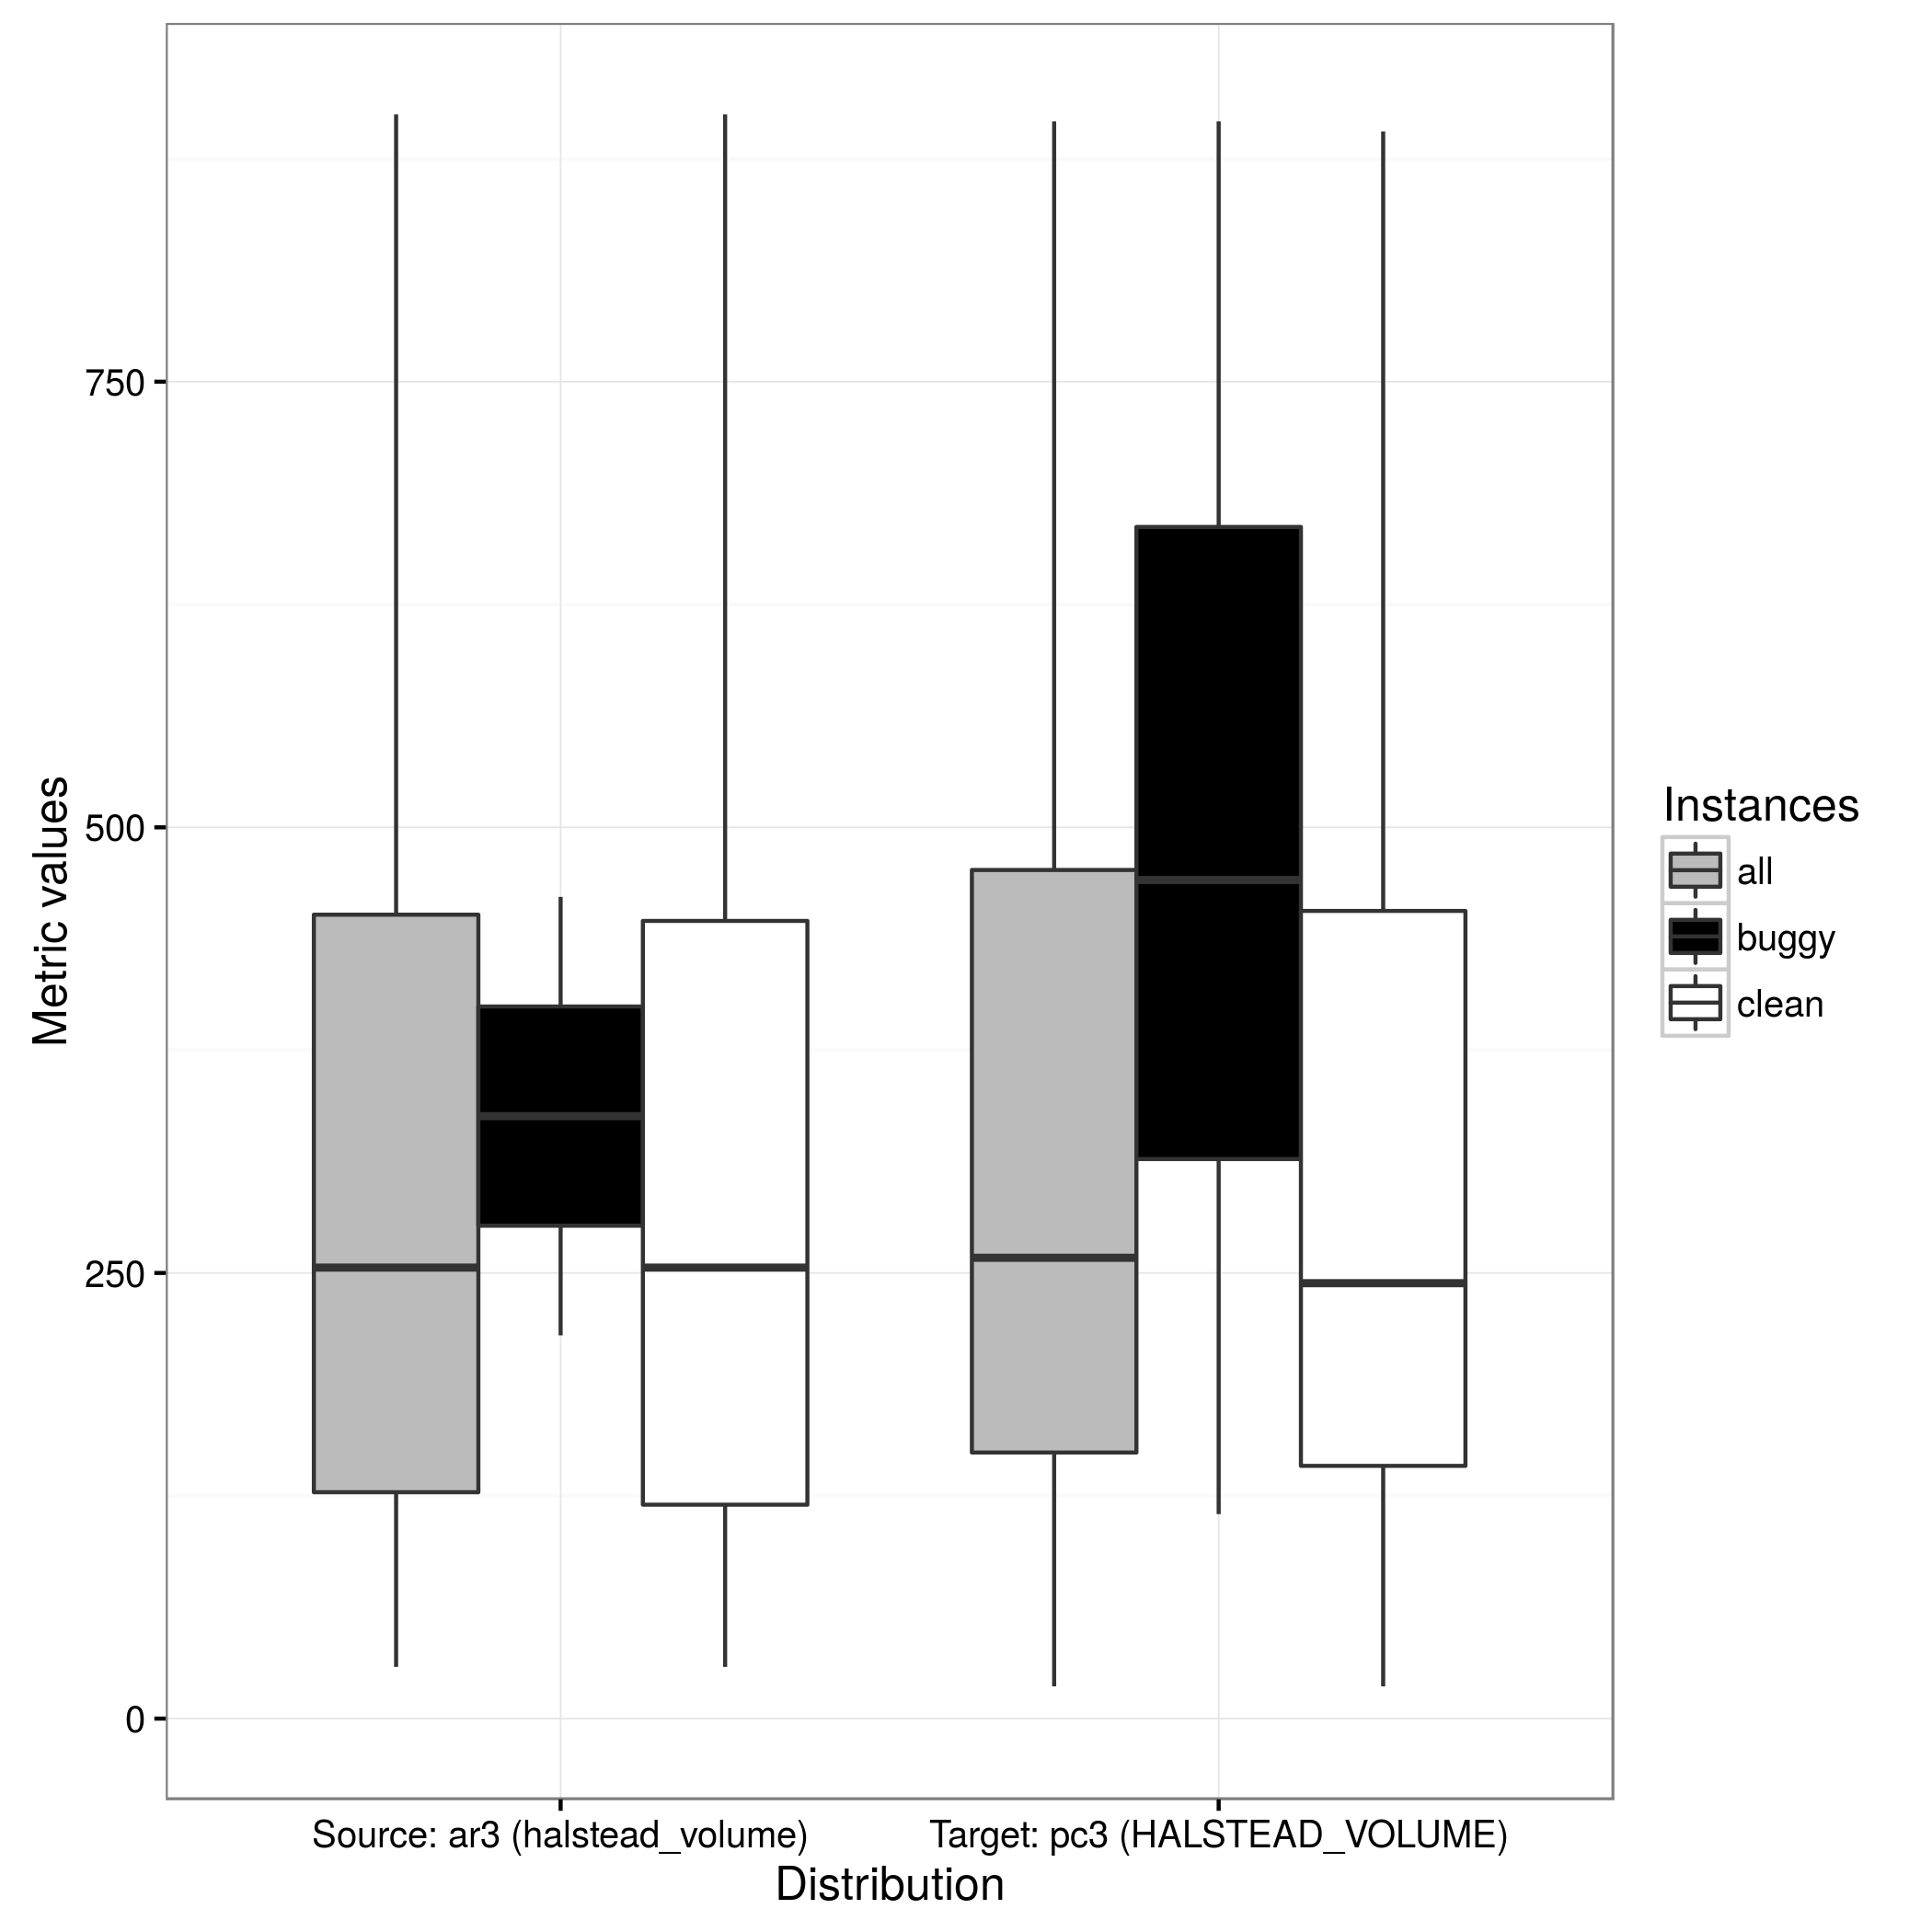 Metric values
750
500
250
0
Source: ar3 (halstead_volume)
Target: pc3 (HALSTEAD_VOLUME)
Distribution
Instances
all
buggy
clean